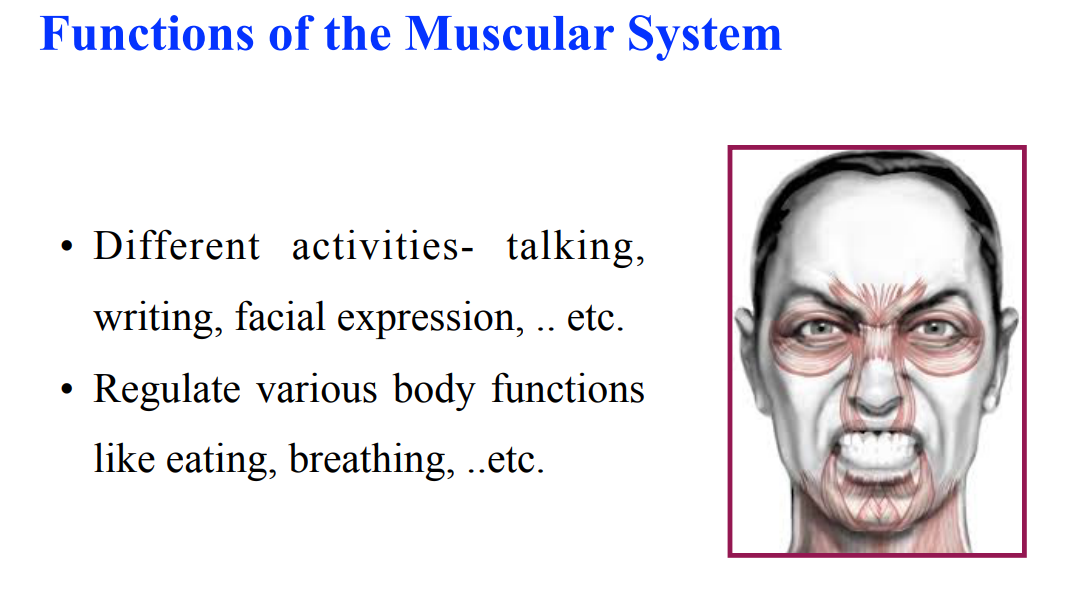 Functions of the Muscular System
• Different activities- talking,
writing, facial expression, .. etc.
• Regulate various body functions
like eating, breathing, ..etc.